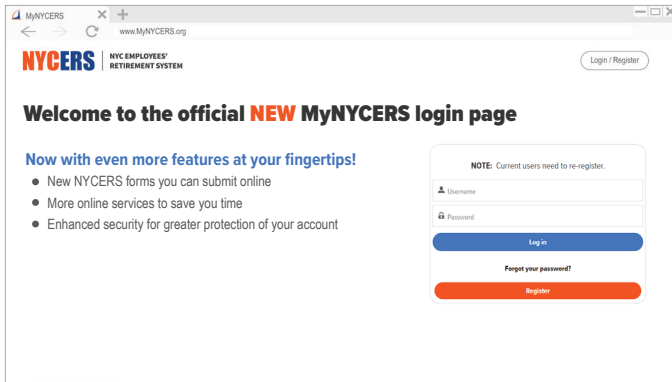 MyNYCERS
www.MyNYCERS.org
NYCERS
NYC EMPLOYEES'
RETIREMENT SYSTEM
Login / Register
Welcome to the official NEW MyNYCERS login page
Now with even more features at your fingertips!
New NYCERS forms you can submit online
More online services to save you time
Enhanced security for greater protection of your account
NOTE: Current users need to re-register.
Username
Password
Log in
Forgot your password?
Register